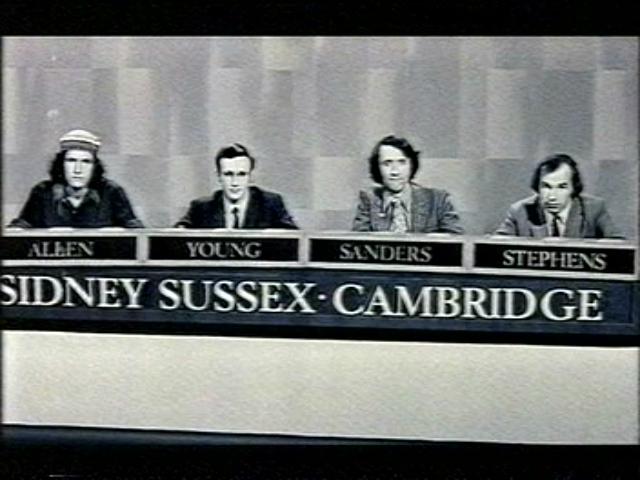 ALLEN YOUNG SANDERS STEPHENS
SIDNEY SUSSEX · CAMBRIDGE